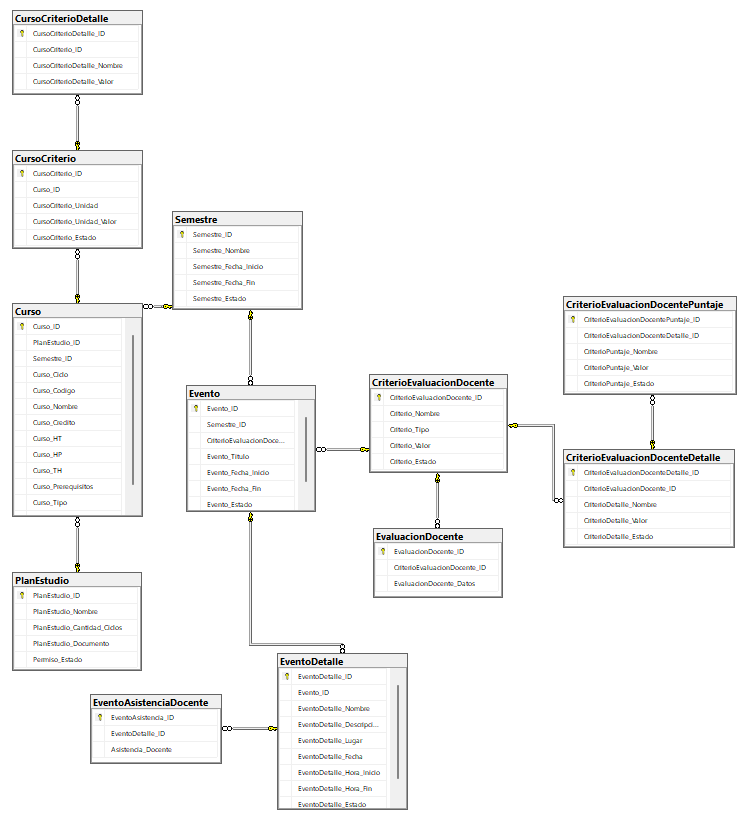 CursoCriterioDetalle
CursoCriterioDetalle_ID
CursoCriterio_ID
CursoCriterioDetalle_Nombre
CursoCriterioDetalle_Valor
CursoCriterio
CursoCriterio_ID
Curso_ID
CursoCriterio_Unidad
CursoCriterio_Unidad_Valor
CursoCriterio_Estado
Semestre
Semestre_ID
Semestre_Nombre
Semestre_Fecha_Inicio
Semestre_Fecha_Fin
Semestre_Estado
Curso
Curso_ID
PlanEstudio_ID
Semestre_ID
Curso_Ciclo
Curso_Codigo
Curso_Nombre
Curso_Credito
Curso_HT
Curso_HP
Curso_TH
Curso_Prerequisitos
Curso_Tipo
Evento
Evento_ID
Semestre_ID
CriterioEvaluacionDoce...
Evento_Titulo
Evento_Fecha_Inicio
Evento_Fecha_Fin
Evento_Estado
CriterioEvaluacionDocente
CriterioEvaluacionDocente_ID
Criterio_Nombre
Criterio_Tipo
Criterio_Valor
Criterio_Estado
CriterioEvaluacionDocentePuntaje
CriterioEvaluacionDocentePuntaje_ID
CriterioEvaluacionDocenteDetalle_ID
CriterioPuntaje_Nombre
CriterioPuntaje_Valor
CriterioPuntaje_Estado
CriterioEvaluacionDocenteDetalle
CriterioEvaluacionDocenteDetalle_ID
CriterioEvaluacionDocente_ID
CriterioDetalle_Nombre
CriterioDetalle_Valor
CriterioDetalle_Estado
EvaluacionDocente
EvaluacionDocente_ID
CriterioEvaluacionDocente_ID
EvaluacionDocente_Datos
PlanEstudio
PlanEstudio_ID
PlanEstudio_Nombre
PlanEstudio_Cantidad_Ciclos
PlanEstudio_Documento
Permiso_Estado
EventoDetalle
EventoDetalle_ID
Evento_ID
EventoDetalle_Nombre
EventoDetalle_Descripci...
EventoDetalle_Lugar
EventoDetalle_Fecha
EventoDetalle_Hora_Inicio
EventoDetalle_Hora_Fin
EventoDetalle_Estado
EventoAsistenciaDocente
EventoAsistencia_ID
EventoDetalle_ID
Asistencia_Docente